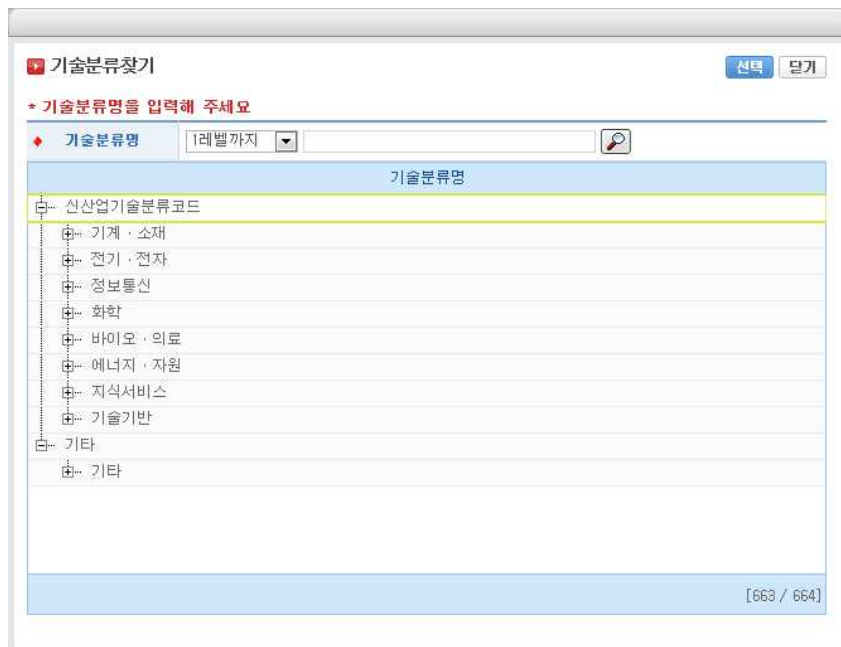 기술분류찾기
선택 닫기
* 기술분류명을 입력해 주세요
기술분류명 1레벨까지
기술분류명
신산업기술분류코드
기계 · 소재
전기 · 전자
정보통신
화학
바이오 · 의료
에너지 · 자원
지식서비스
기술기반
기타
기타
[663 / 664]